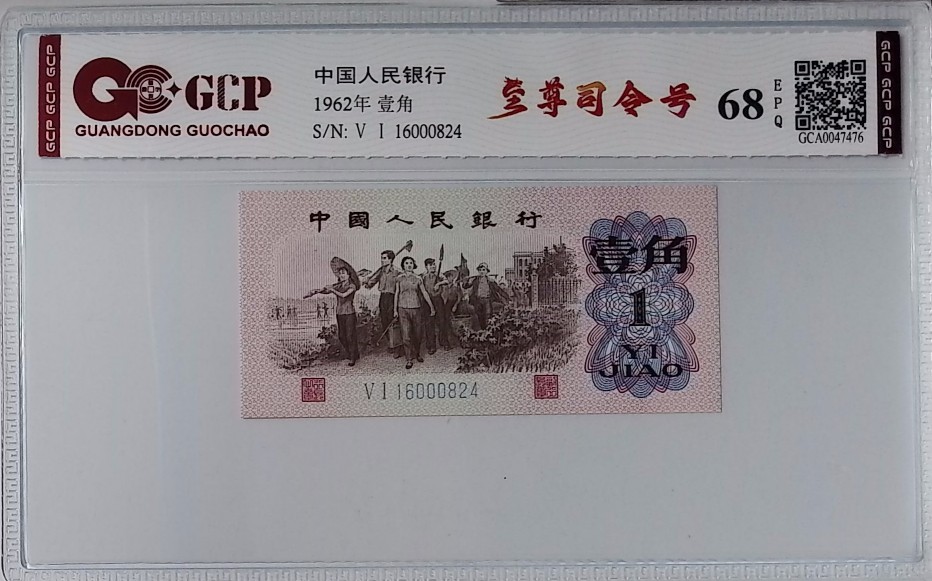 GCP GCP GCP
GCP
GUANGDONG GUOCHAO
中国人民银行
1962年 壹角
S/N: V I 16000824
至尊司令号
68
EPQ
GCA0047476
GCP GCP GCP
中國人民銀行
壹角
1
YI
JIAO
V I 16000824